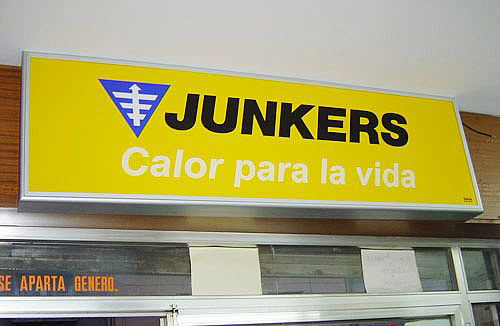 JUNKERS
Calor para la vida
SE APARTA GENERO.